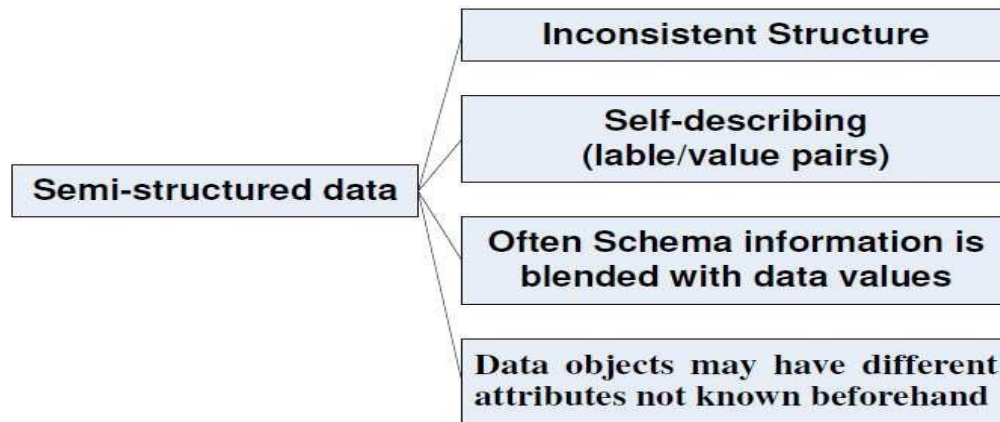 Inconsistent Structure
Self-describing
(lable/value pairs)
Semi-structured data
Often Schema information is
blended with data values
Data objects may have different
attributes not known beforehand